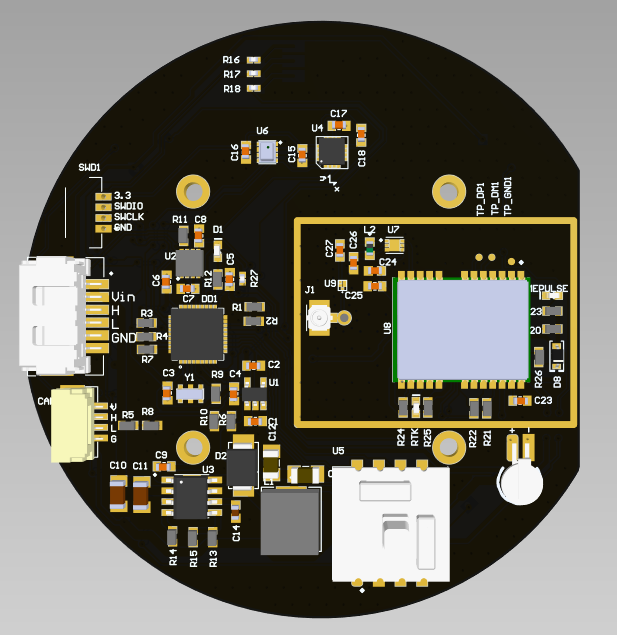 R16
R17
R18
C17
U6
U4
C16
C15
C18
SWD1
3.3
SWDIO
SWCLK
GND
TP_DP1
TP_DM1
TP_GND1
R11
C8
D1
L2
U7
C26
C27
U2
C5
R12
R27
C24
C6
U9
C25
C7
DD1
J1
Vin
H
L
GND
R3
R4
R7
R1
R2
U8
23
20
C3
Y1
R9
C4
C2
U1
R26
D8
V
H
L
G
R5
R8
R10
R6
C1
C12
R24
RTK
R25
R22
R21
C23
+
-
C9
D2
U5
C10
C11
U3
L1
C14
R14
R15
R13